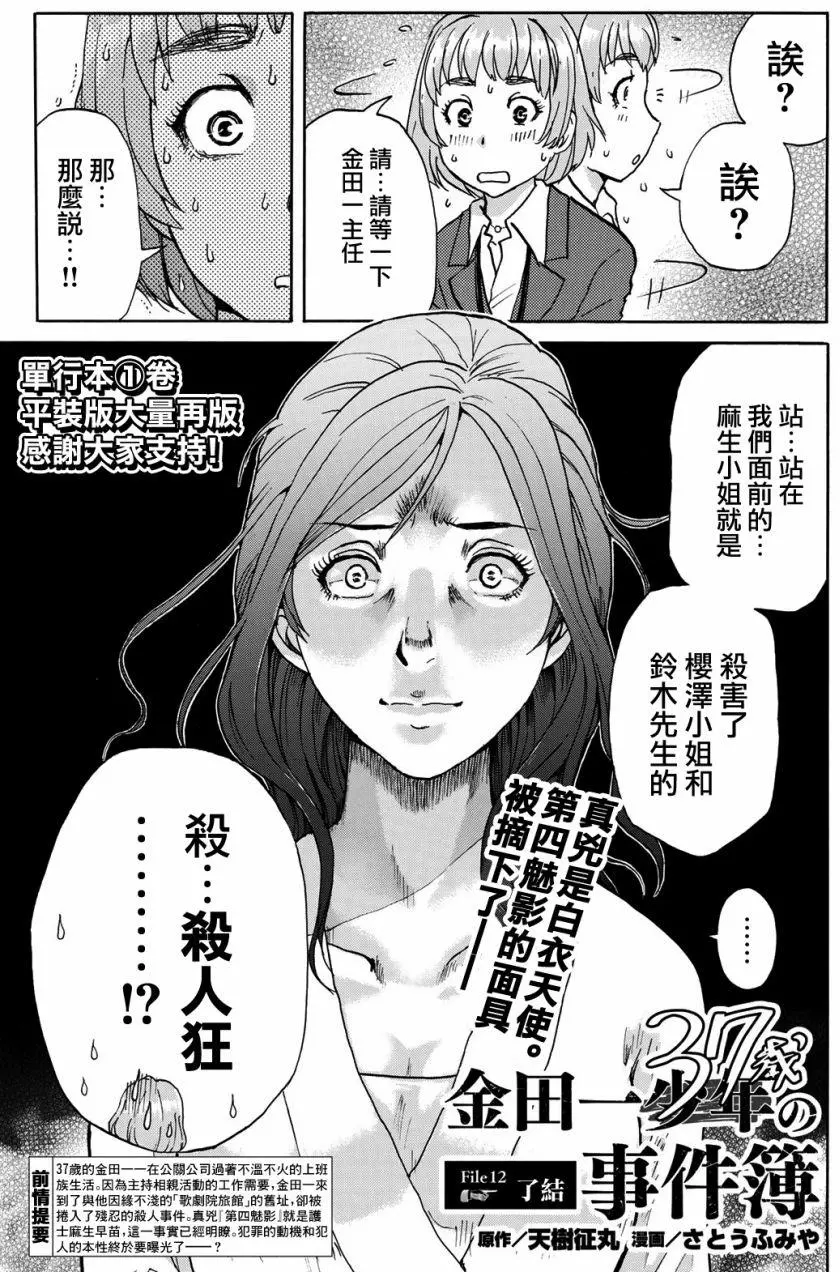 誒?
誒?
請…請等一下
金田一主任
那…
那麼説…!!
單行本①卷
平裝版大量再版
感謝大家支持!
站…站在
我們面前的…
麻生小姐就是
殺害了
櫻澤小姐和
鈴木先生的
……
殺…殺人狂
………!?
真兇是白衣天使。
第四魅影的面具
被摘下了——
37歲の
金田一少年の
事件簿
File12
了結
原作/天樹征丸 漫画/さとうふみや
前情提要
37歲的金田一一在公關公司過著不溫不火的上班
族生活。因為主持相親活動的工作需要,金田一來
到了與他因緣不淺的「歌劇院旅館」的舊址,卻被
捲入了殘忍的殺人事件。真兇『第四魅影』就是護
士麻生早苗,這一事實已經明瞭。犯罪的動機和犯
人的本性終於要曝光了——?